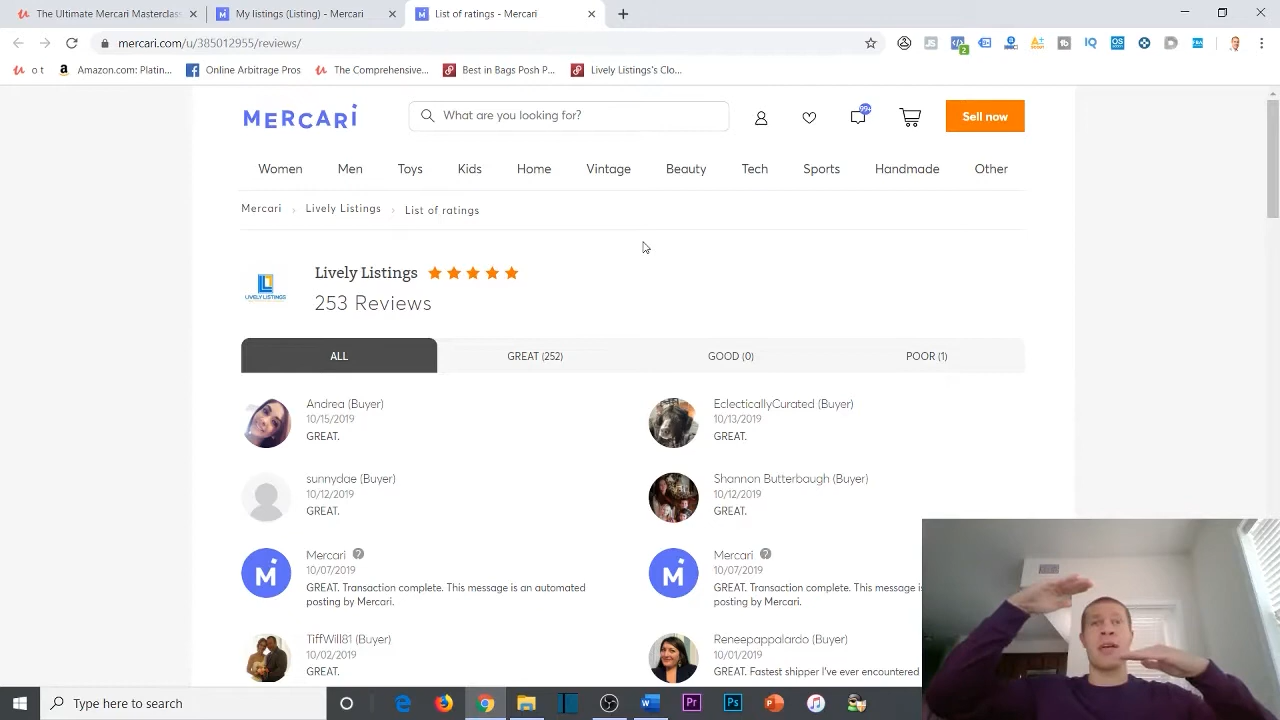 The Ultimate Mercari Masterclass
My listings (Listing) - Mercari
List of ratings - Mercari
mercari.com/u/385012955/reviews/
2
o t
Amazon.com: Platin...
Online Arbitrage Pros
The Comprehensive...
Best in Bags Posh P...
Lively Listings's Clo...
MERCARI
What are you looking for?
Sell now
Women
Men
Toys
Kids
Home
Vintage
Beauty
Tech
Sports
Handmade
Other
Mercari
Lively Listings
List of ratings
LIVELY LISTINGS
Lively Listings
253 Reviews
ALL
GREAT (252)
GOOD (0)
POOR (1)
Andrea (Buyer)
10/15/2019
GREAT.
EclecticallyCurated (Buyer)
10/13/2019
GREAT.
sunnydae (Buyer)
10/12/2019
GREAT.
Shannon Butterbaugh (Buyer)
10/12/2019
GREAT.
Mercari
10/07/2019
GREAT. Transaction complete. This message is an automated
posting by Mercari.
Mercari
10/07/2019
GREAT. Transaction complete. This message is
posting by Mercari.
TiffWill81 (Buyer)
10/02/2019
GREAT.
Reneepappalardo (Buyer)
10/01/2019
GREAT. Fastest shipper I've ever encountered
Type here to search